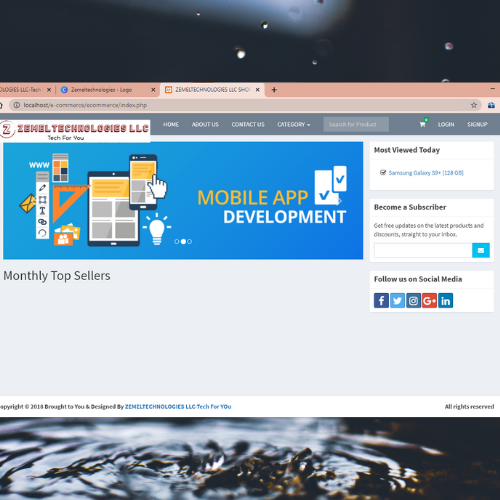 OLOGIES LLC-Tech
Zemeltechnologies - Logo
ZEMELTECHNOLOGIES LLC SHO
localhost/e-commerce/ecommerce/index.php
ZEMELTECHNOLOGIES LLC
Tech For You
HOME
ABOUT US
CONTACT US
CATEGORY
Search for Product
0
LOGIN
SIGNUP
WWW
MOBILE APP
DEVELOPMENT
Most Viewed Today
Samsung Galaxy S9+ (128 GB)
Become a Subscriber
Get free updates on the latest products and
discounts, straight to your inbox.
Monthly Top Sellers
Follow us on Social Media
opyright © 2018 Brought to You & Designed By ZEMELTECHNOLOGIES LLC-Tech For YOu
All rights reserved